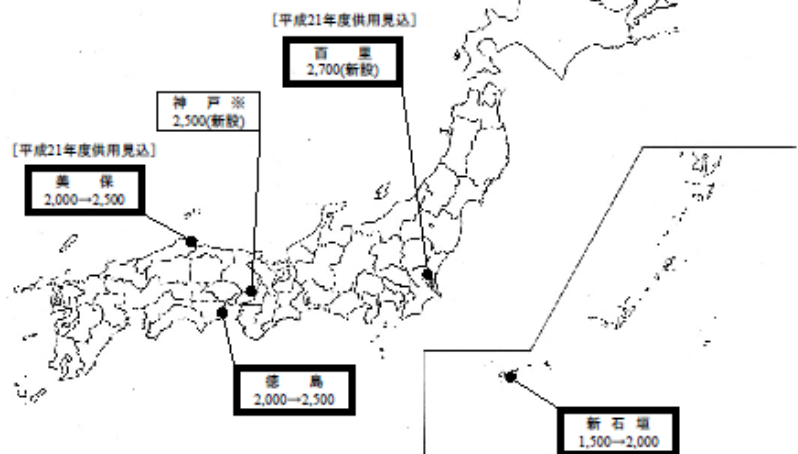 ［平成21年度供用見込］
百　里
2,700(新設)
神　戸 ※
2,500(新設)
［平成21年度供用見込］
美　保
2,000→2,500
徳　島
2,000→2,500
新 石 垣
1,500→2,000